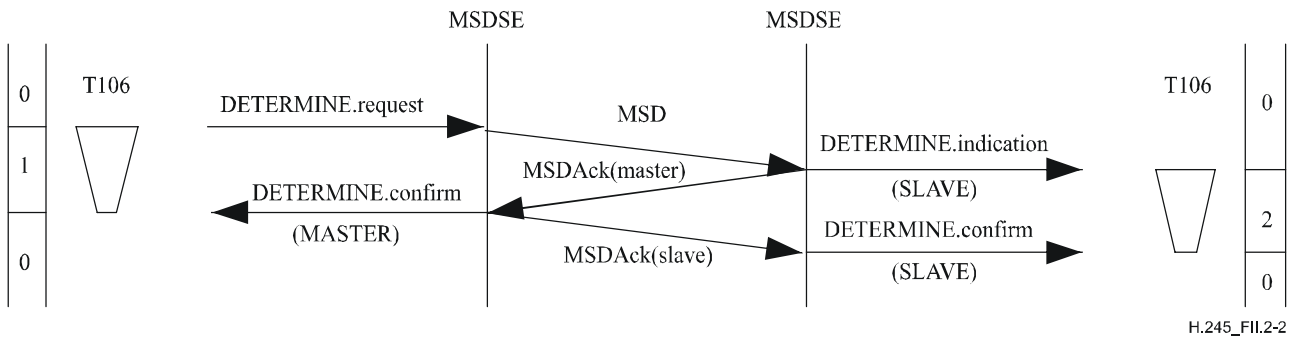 MSDSE
MSDSE
T106
T106
0
0
DETERMINE.request
MSD
DETERMINE.indication
1
MSDAck(master)
DETERMINE.confirm
(SLAVE)
2
(MASTER)
DETERMINE.confirm
MSDAck(slave)
0
(SLAVE)
0
H.245_FII.2-2